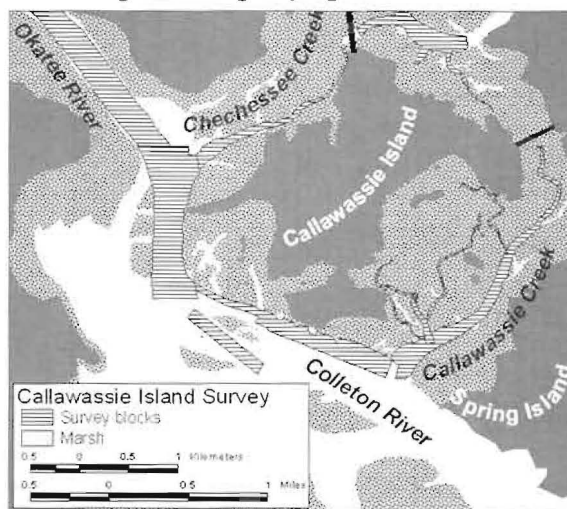 Okatee River
Chechessee Creek
Callawassie Island
Callawassie Creek
Spring Island
Colleton River
Callawassie Island Survey
Survey blocks
Marsh
0.5 0 0.5 1 Kilometers
0.5 0 0.5 1 Miles